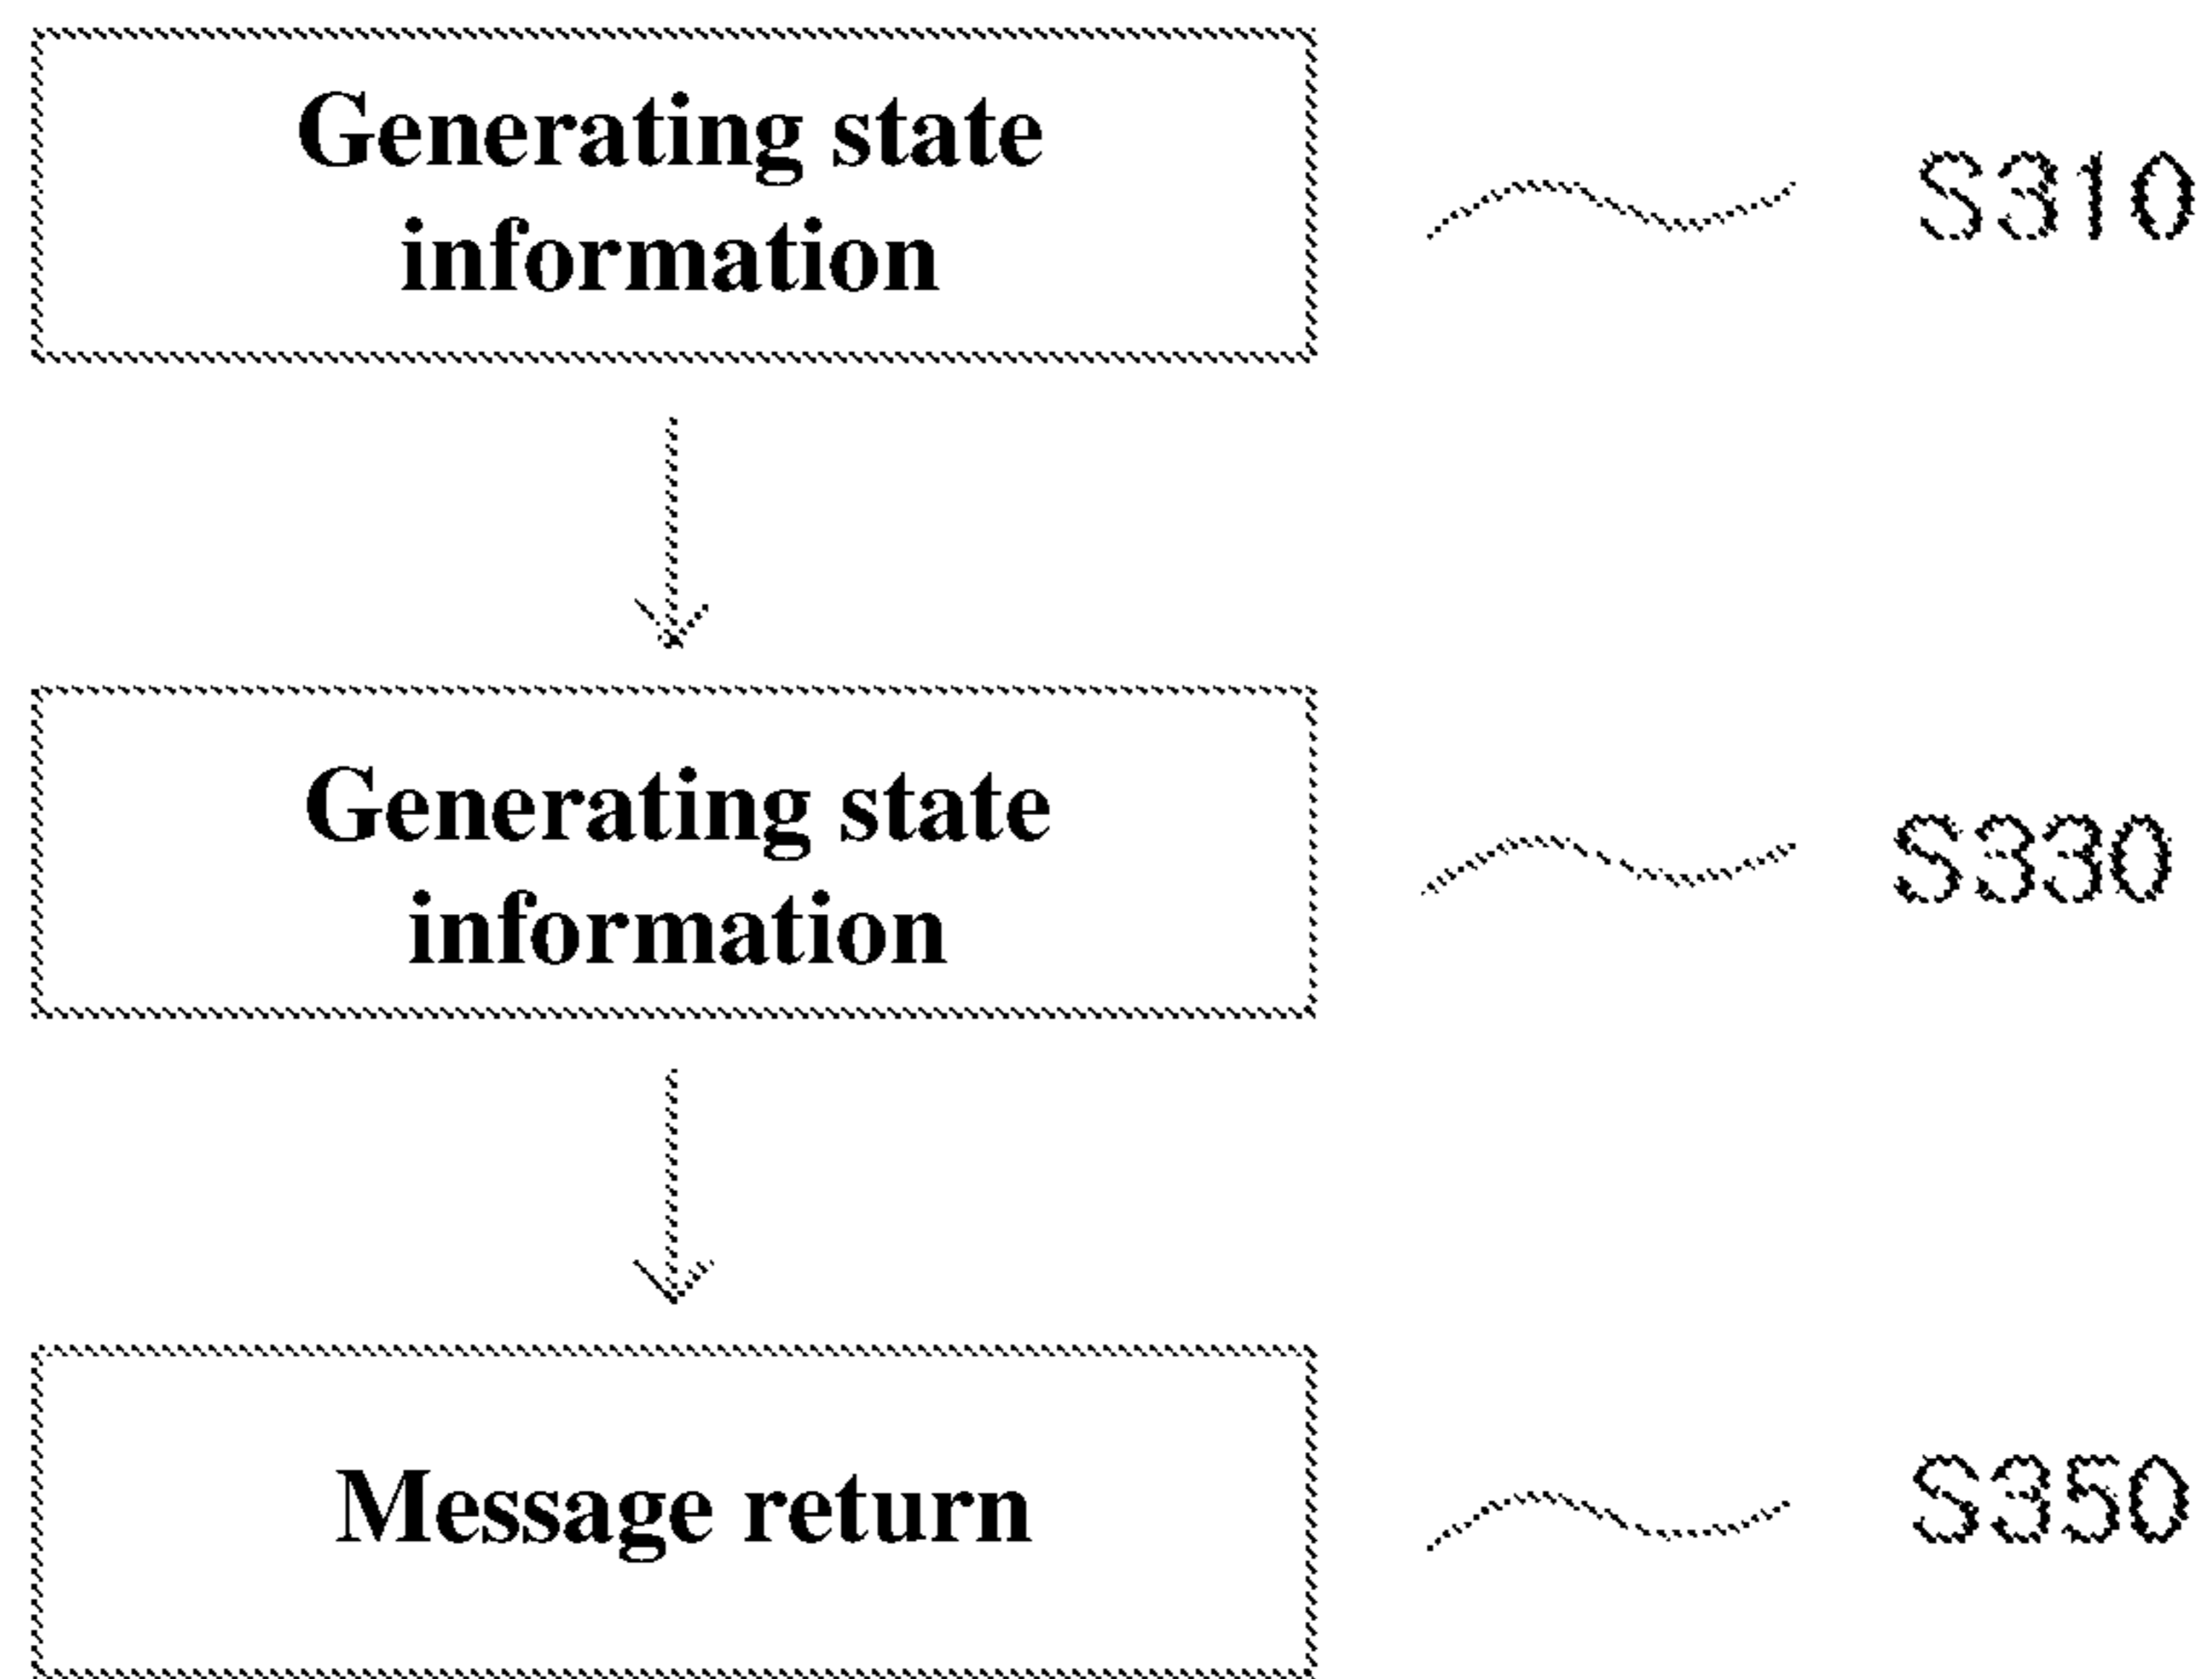 Generating state
information
S310
Generating state
information
S330
Message return
S350